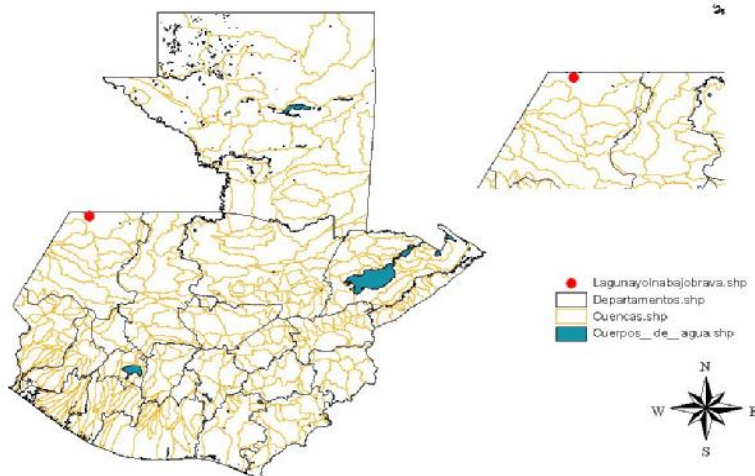 Lagunayolnabajobrava.shp
Departamentos.shp
Cuencas.shp
Cuerpos_de_agua.shp
N
W E
S